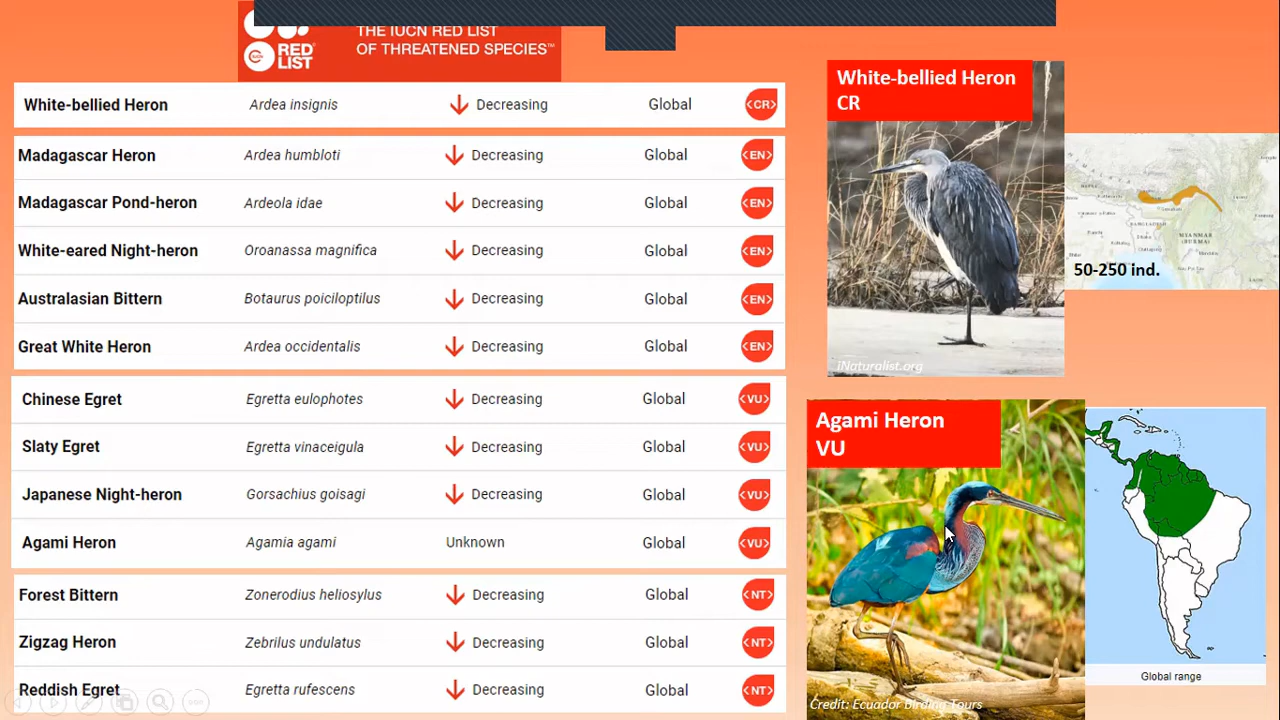 THE IUCN RED LIST
OF THREATENED SPECIES™
IUCN
RED
LIST
White-bellied Heron Ardea insignis Decreasing Global <CR>
Madagascar Heron Ardea humbloti Decreasing Global <EN>
Madagascar Pond-heron Ardeola idae Decreasing Global <EN>
White-eared Night-heron Oroanassa magnifica Decreasing Global <EN>
Australasian Bittern Botaurus poiciloptilus Decreasing Global <EN>
Great White Heron Ardea occidentalis Decreasing Global <EN>
Chinese Egret Egretta eulophotes Decreasing Global <VU>
Slaty Egret Egretta vinaceigula Decreasing Global <VU>
Japanese Night-heron Gorsachius goisagi Decreasing Global <VU>
Agami Heron Agamia agami Unknown Global <VU>
Forest Bittern Zonerodius heliosylus Decreasing Global <NT>
Zigzag Heron Zebrilus undulatus Decreasing Global <NT>
Reddish Egret Egretta rufescens Decreasing Global <NT>
White-bellied Heron
CR
iNaturalist.org
BANGLADESH
MYANMAR
(BURMA)
50-250 ind.
Agami Heron
VU
Credit: Ecuador Birding Tours
Global range